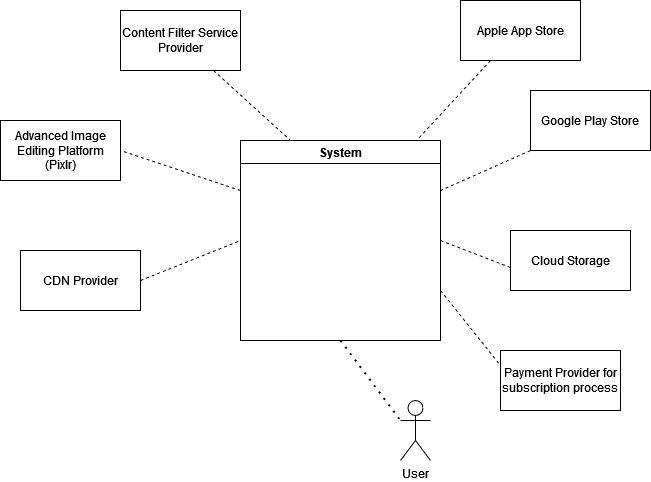 Content Filter Service
Provider
Apple App Store
Advanced Image
Editing Platform
(Pixlr)
Google Play Store
System
CDN Provider
Cloud Storage
Payment Provider for
subscription process
User